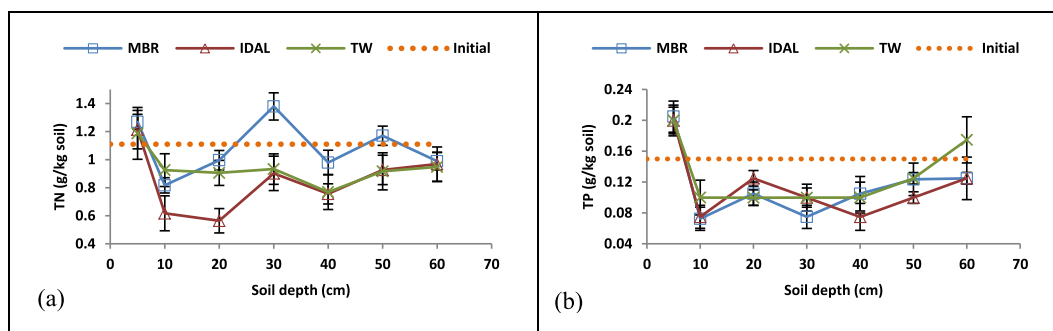 MBR IDAL TW Initial
TN (g/kg soil)
1.4
1.2
1
0.8
0.6
0.4
0 10 20 30 40 50 60 70
Soil depth (cm)
(a)
MBR IDAL TW Initial
TP (g/kg soil)
0.24
0.2
0.16
0.12
0.08
0.04
0 10 20 30 40 50 60 70
Soil depth (cm)
(b)